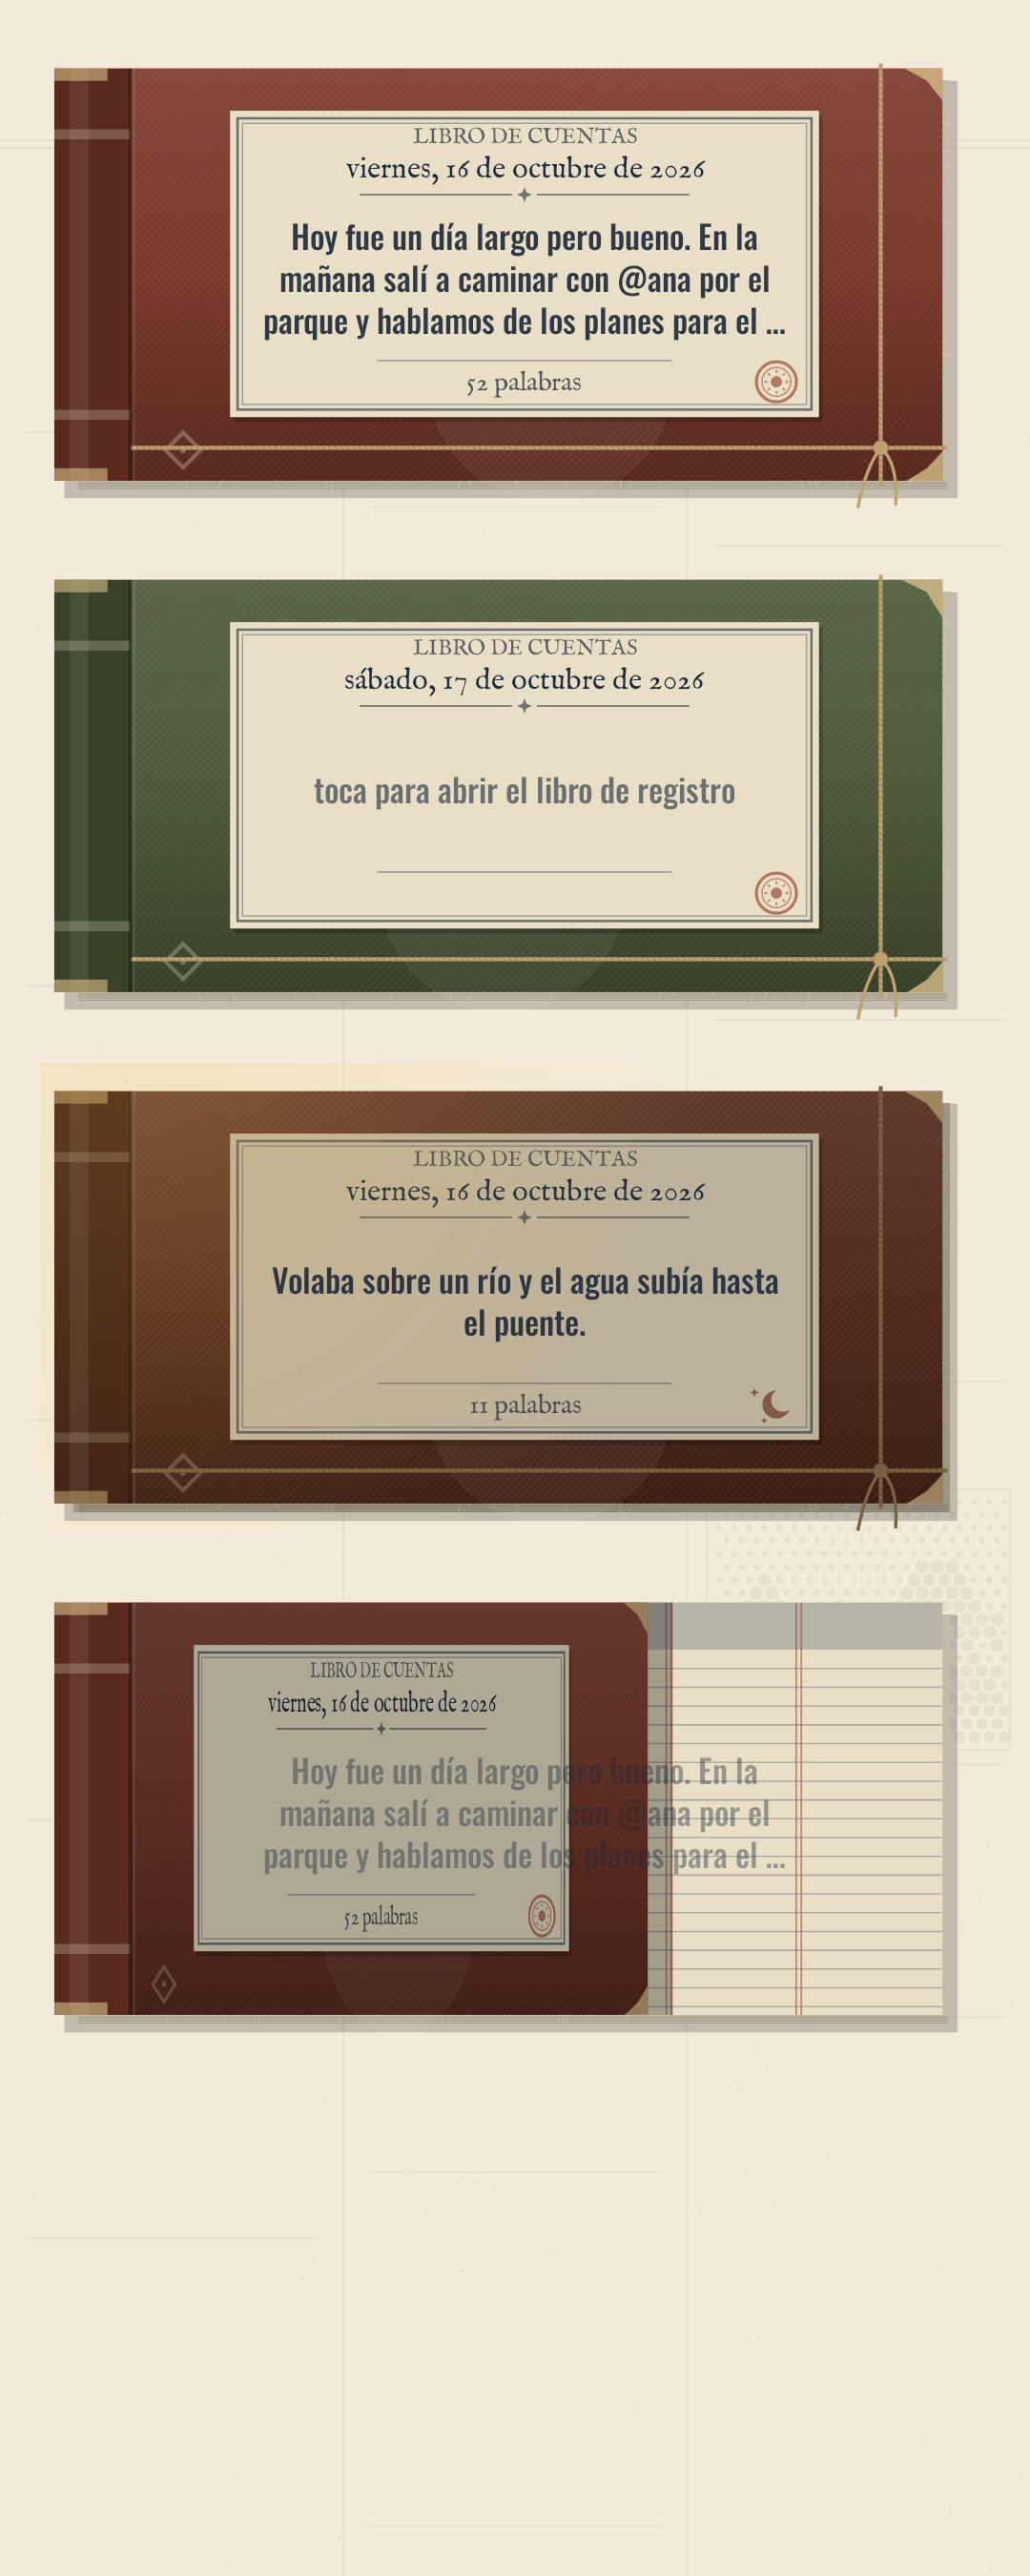 LIBRO DE CUENTAS
viernes, 16 de octubre de 2026
Hoy fue un día largo pero bueno. En la
mañana salí a caminar con @ana por el
parque y hablamos de los planes para el ...
52 palabras
LIBRO DE CUENTAS
sábado, 17 de octubre de 2026
toca para abrir el libro de registro
LIBRO DE CUENTAS
viernes, 16 de octubre de 2026
Volaba sobre un río y el agua subía hasta
el puente.
11 palabras
LIBRO DE CUENTAS
viernes, 16 de octubre de 2026
Hoy fue un día largo pero bueno. En la
mañana salí a caminar con @ana por el
parque y hablamos de los planes para el ...
52 palabras